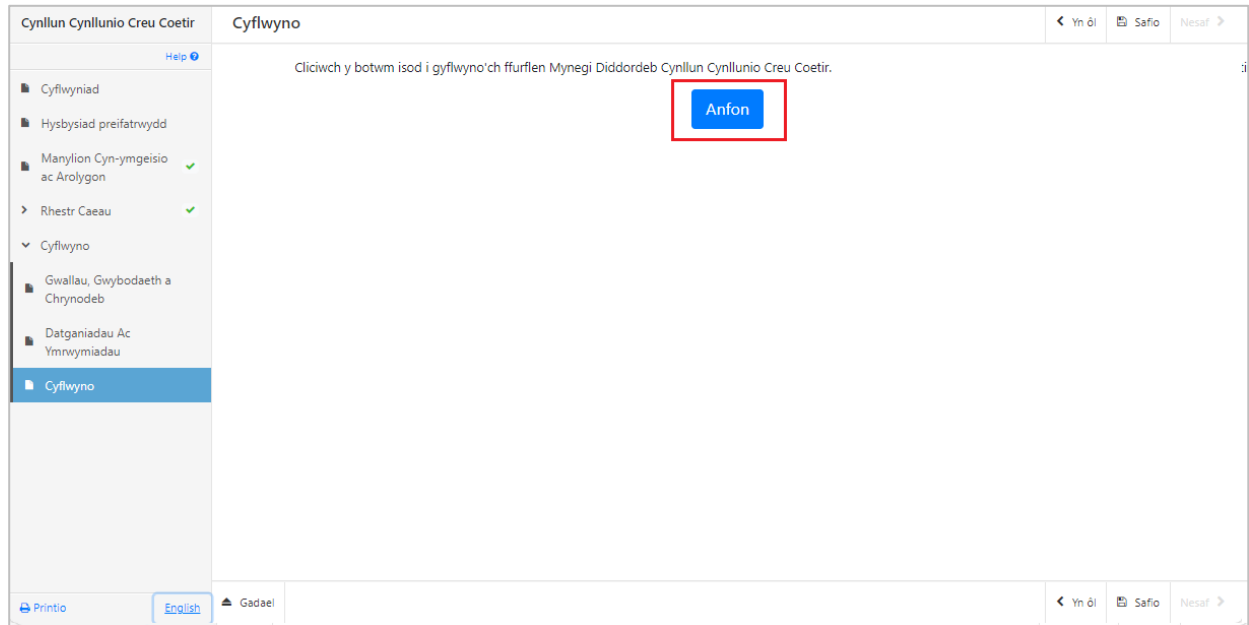 Cynllun Cynllunio Creu Coetir
Cyflwyno
Yn ôl
Safio
Nesaf
Help
Cyflwyniad
Hysbysiad preifatrwydd
Manylion Cyn-ymgeisio
ac Arolygon
Rhestr Caeau
Cyflwyno
Gwallau, Gwybodaeth a
Chrynodeb
Datganiadau Ac
Ymrwymiadau
Cyflwyno
Cliciwch y botwm isod i gyflwyno'ch ffurflen Mynegi Diddordeb Cynllun Cynllunio Creu Coetir.
Anfon
Printio
English
Gadael
Yn ôl
Safio
Nesaf